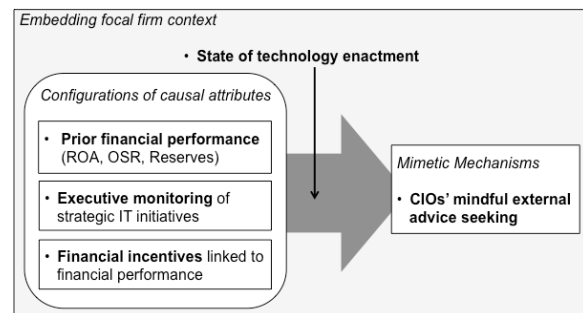 Embedding focal firm context
• State of technology enactment
Configurations of causal attributes
• Prior financial performance
(ROA, OSR, Reserves)
• Executive monitoring of
strategic IT initiatives
• Financial incentives linked to
financial performance
Mimetic Mechanisms
• CIOs' mindful external
advice seeking